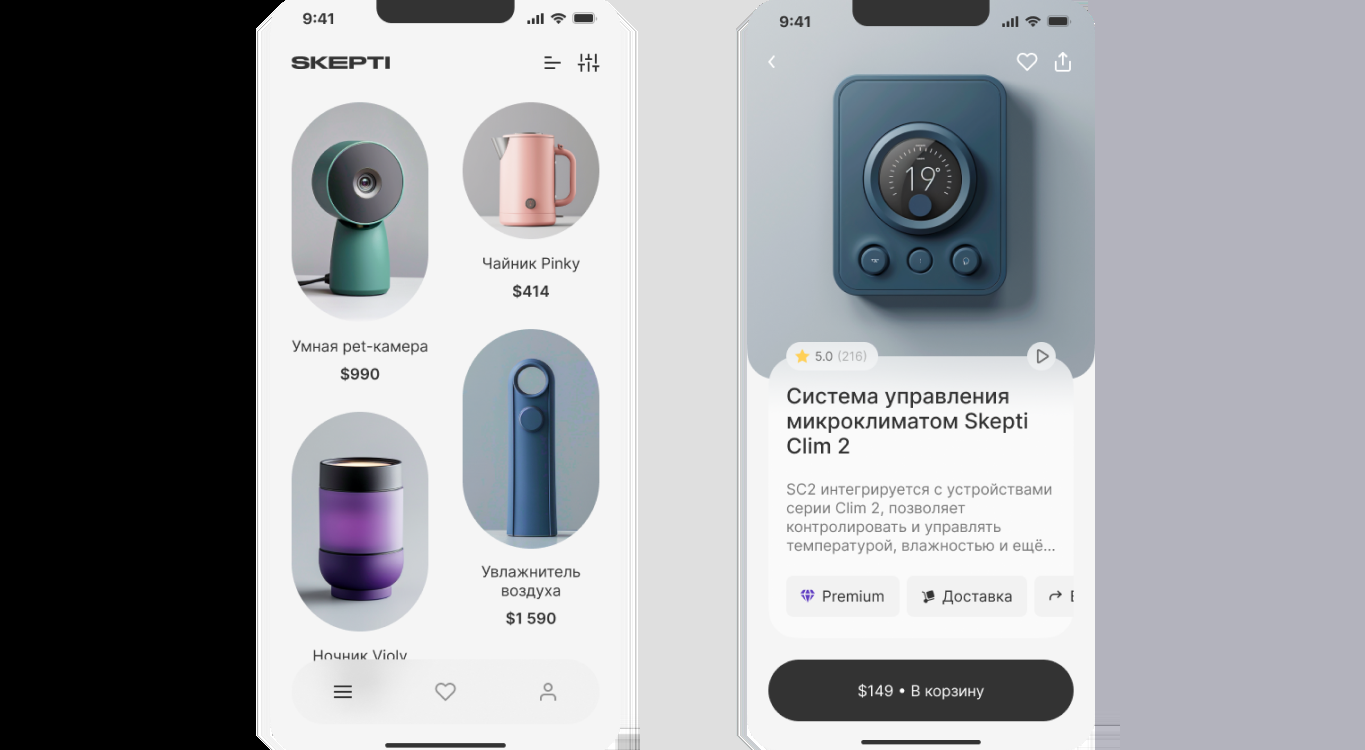 9:41
SKEPTI
Чайник Pinky
$414
Умная pet-камера
$990
Увлажнитель
воздуха
$1 590
Ночник Violy
9:41
19°
5.0 (216)
Система управления
микроклиматом Skepti
Clim 2
SC2 интегрируется с устройствами
серии Clim 2, позволяет
контролировать и управлять
температурой, влажностью и ещё...
Premium
Доставка
$149 • В корзину